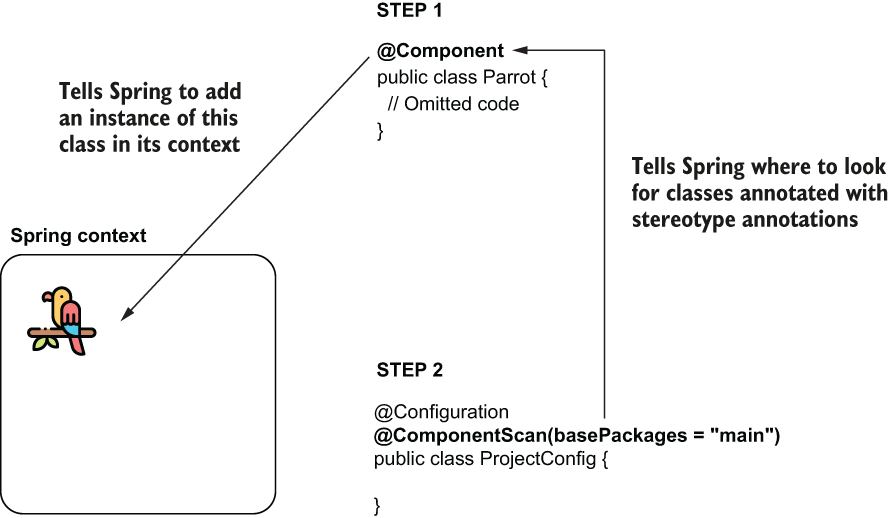 STEP 1
@Component
public class Parrot {
// Omitted code
}
Tells Spring to add
an instance of this
class in its context
Tells Spring where to look
for classes annotated with
stereotype annotations
Spring context
STEP 2
@Configuration
@ComponentScan(basePackages = "main")
public class ProjectConfig {
}